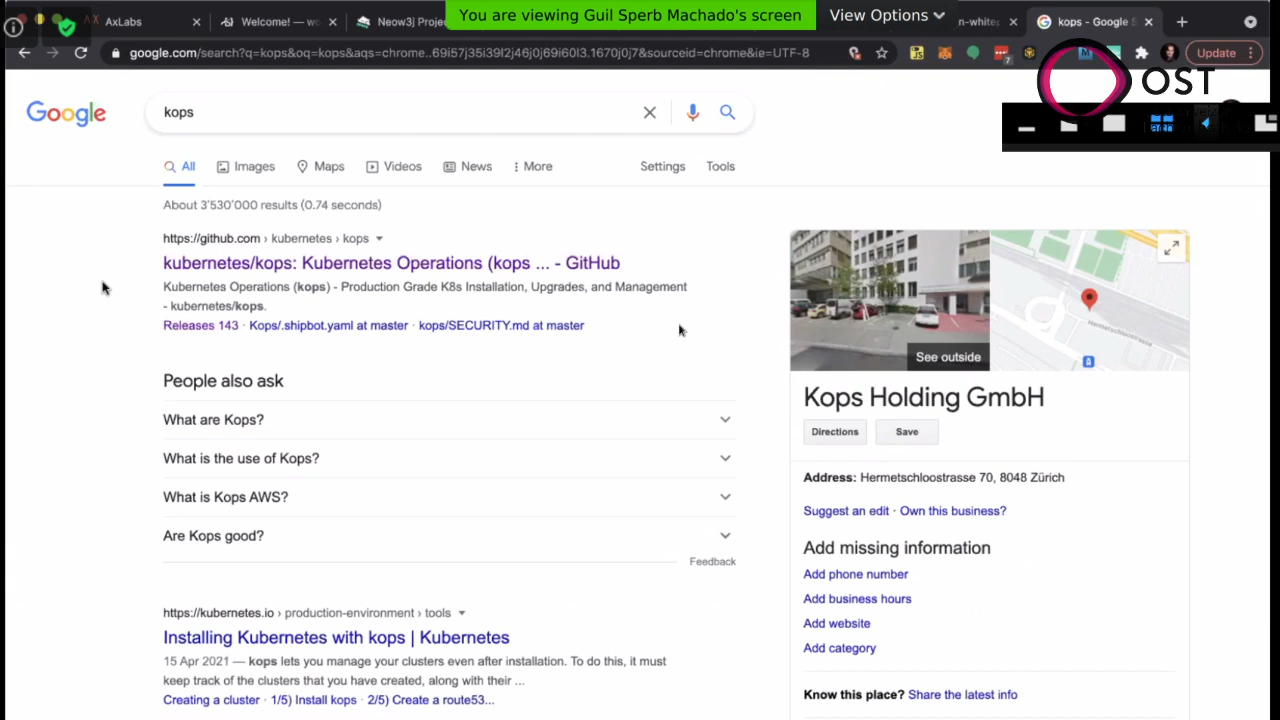 You are viewing Guil Sperb Machado's screen
View Options
AxLabs
Welcome! — wo
Neow3j Proje
n-white
kops - Google S
google.com/search?q=kops&oq=kops&aqs=chrome..69i57j35i39l2j46j0j69i60l3.1670j0j7&sourceid=chrome&ie=UTF-8
7
Update
OST
Google
kops
All
Images
Maps
Videos
News
More
Settings
Tools
About 3'530'000 results (0.74 seconds)
https://github.com › kubernetes › kops
kubernetes/kops: Kubernetes Operations (kops ... - GitHub
Kubernetes Operations (kops) - Production Grade K8s Installation, Upgrades, and Management
- kubernetes/kops.
Releases 143 · Kops/.shipbot.yaml at master · kops/SECURITY.md at master
People also ask
What are Kops?
What is the use of Kops?
What is Kops AWS?
Are Kops good?
Feedback
https://kubernetes.io › production-environment › tools
Installing Kubernetes with kops | Kubernetes
15 Apr 2021 — kops lets you manage your clusters even after installation. To do this, it must
keep track of the clusters that you have created, along with their ...
Creating a cluster · 1/5) Install kops · 2/5) Create a route53...
See outside
Hermetschloostrasse
Kops Holding GmbH
Directions
Save
Address: Hermetschloostrasse 70, 8048 Zürich
Suggest an edit · Own this business?
Add missing information
Add phone number
Add business hours
Add website
Add category
Know this place? Share the latest info